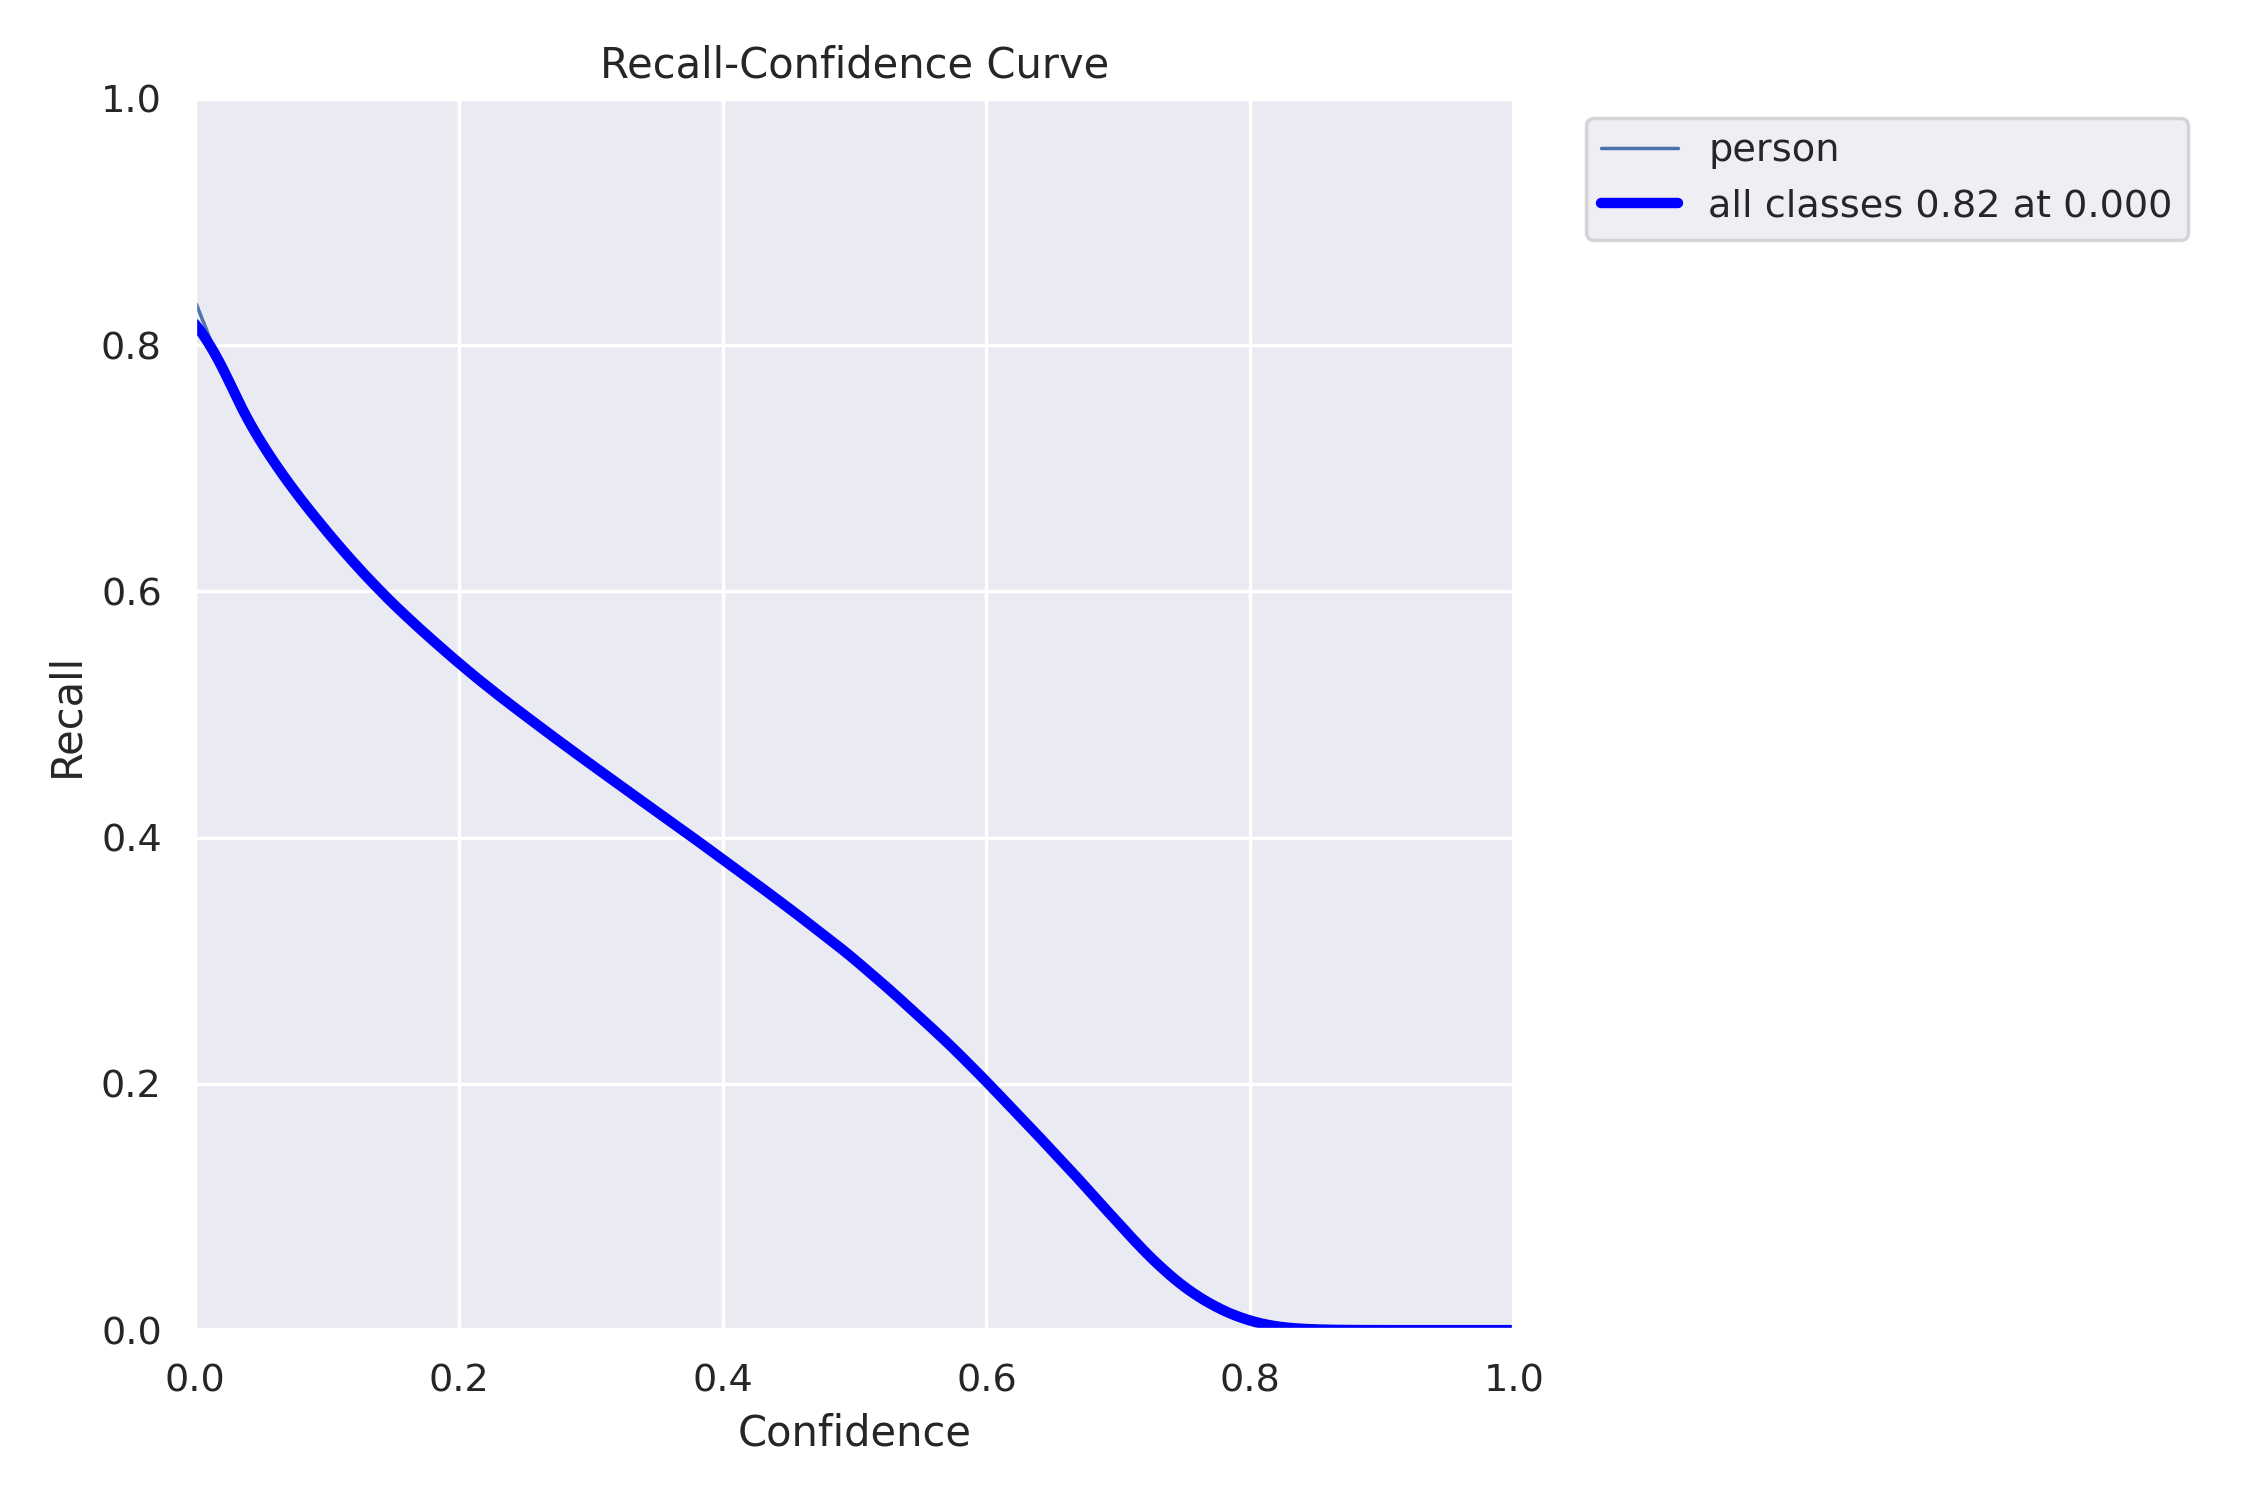 Recall-Confidence Curve
1.0
0.8
0.6
0.4
0.2
0.0
Recall
0.0 0.2 0.4 0.6 0.8 1.0
Confidence
person
all classes 0.82 at 0.000